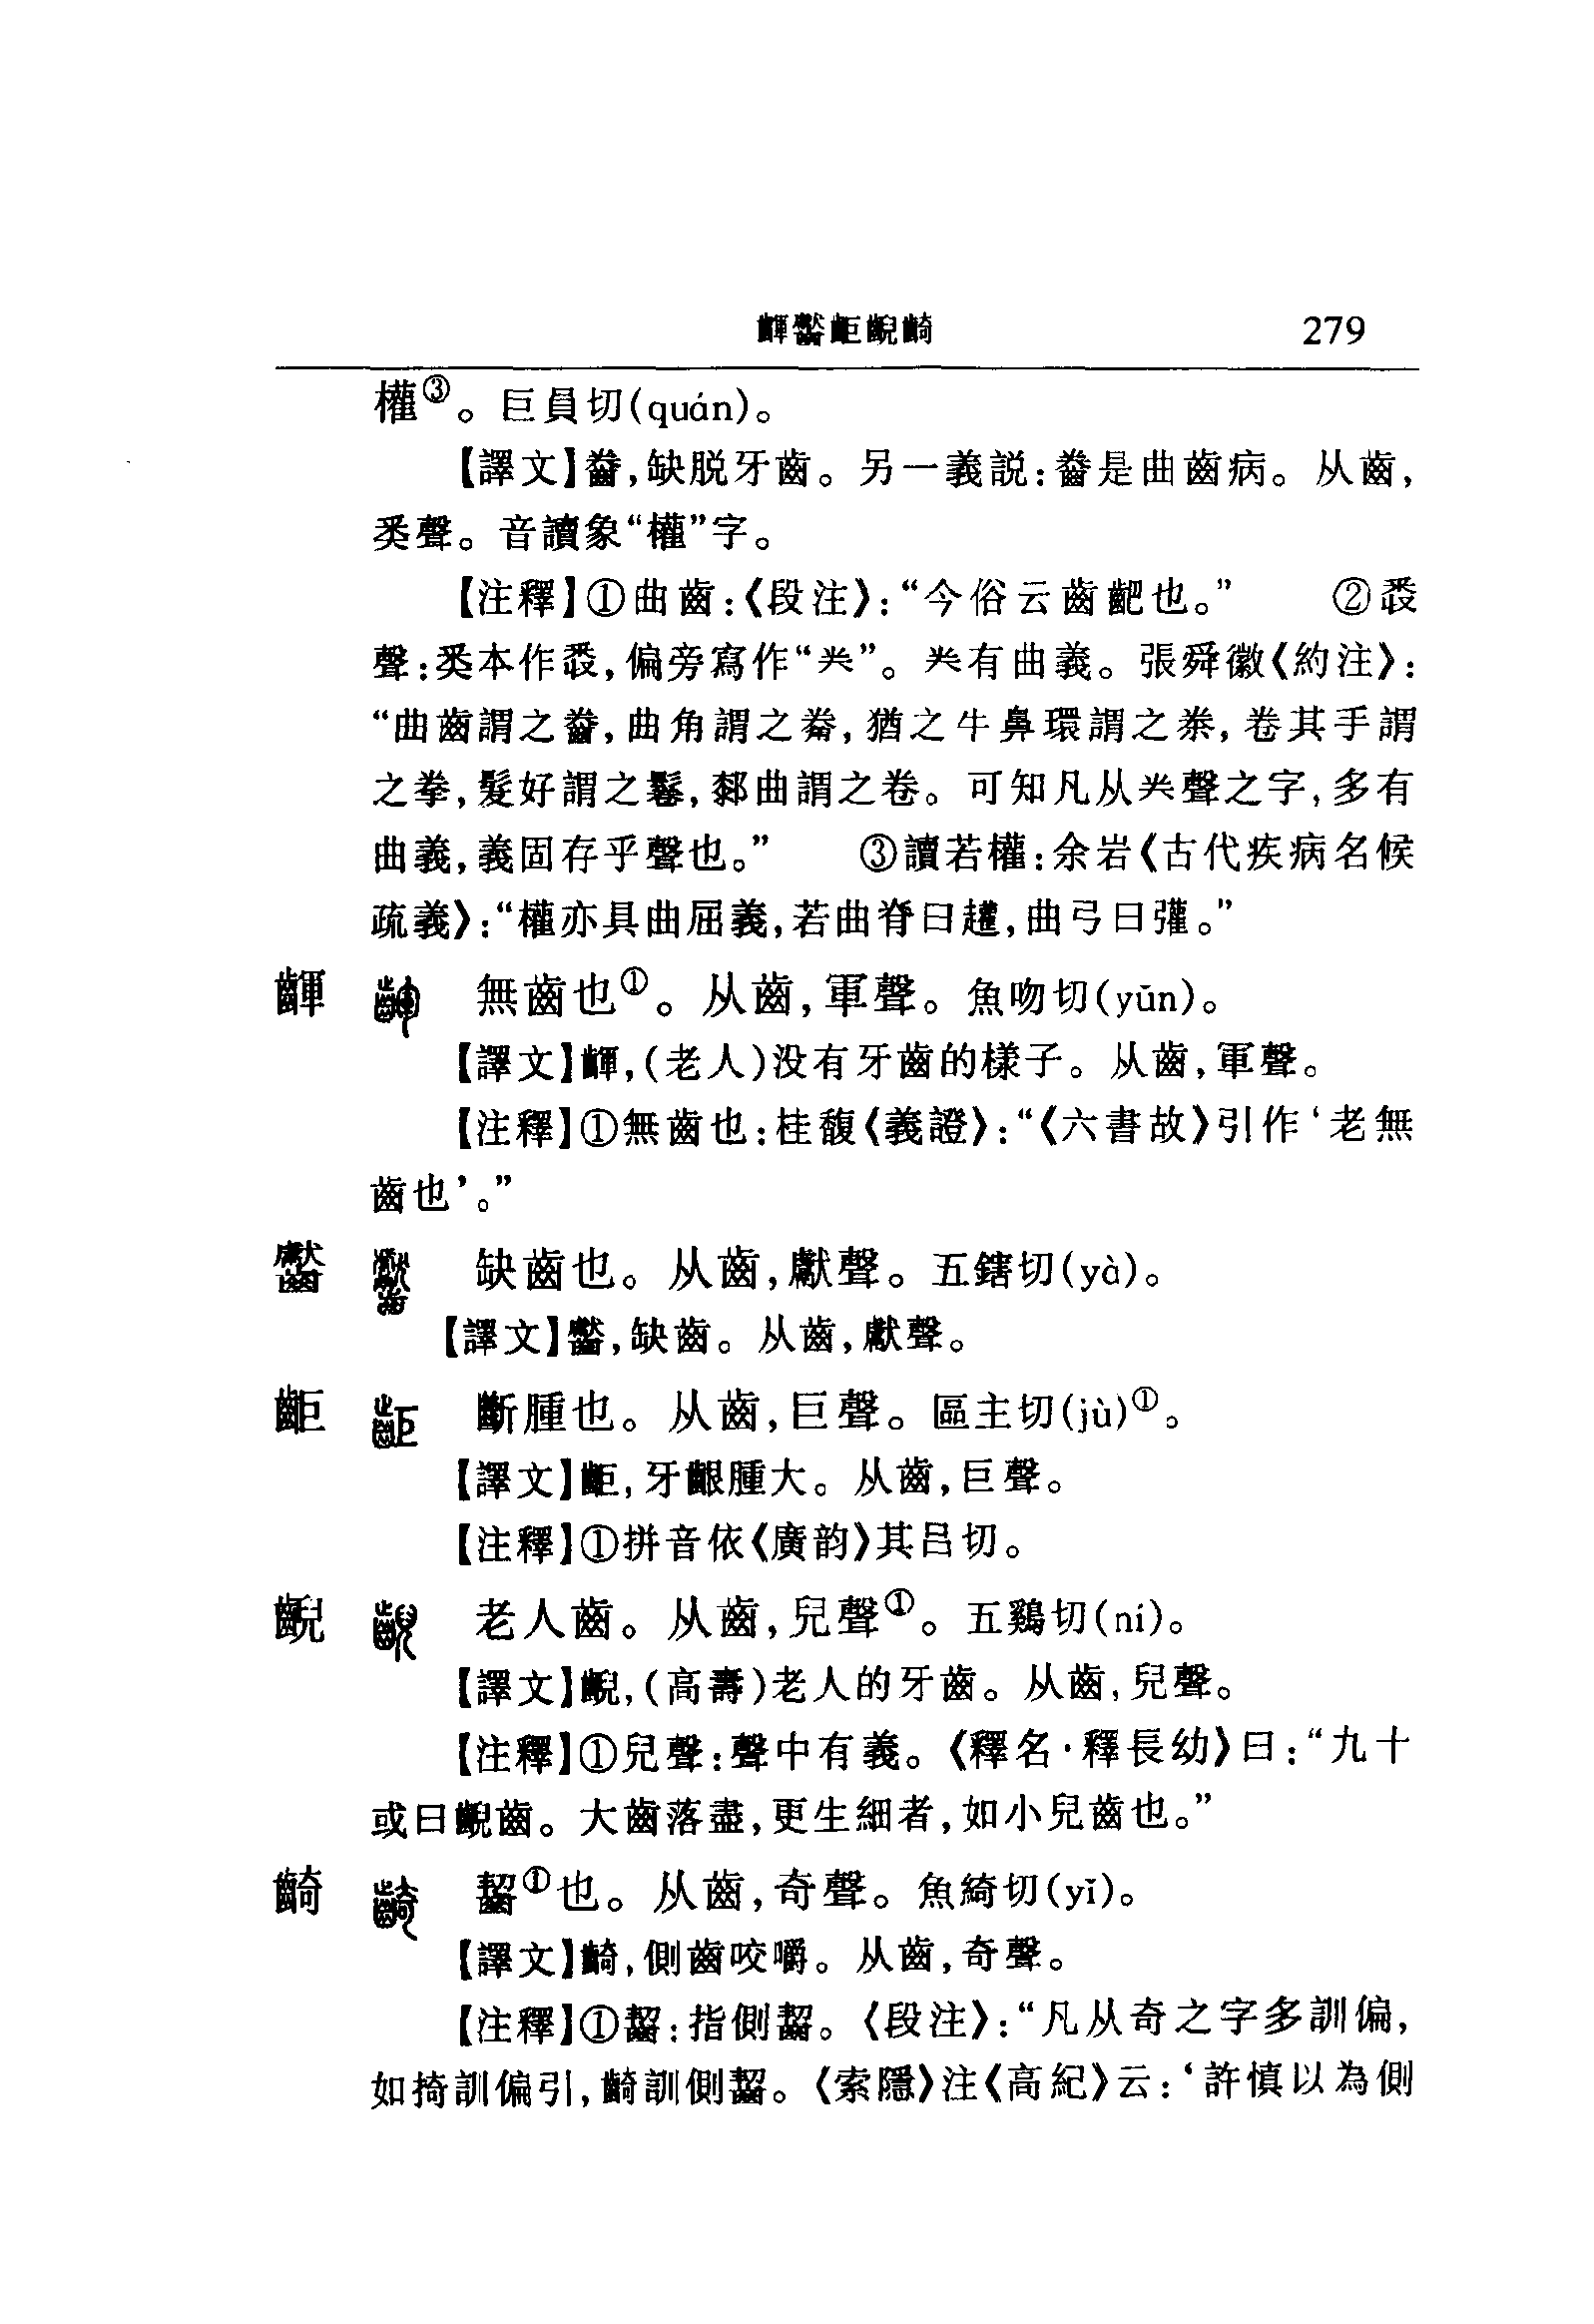 齳䶪齟齯齮 279
權③。巨員切(quán)。
【譯文】齤,缺脱牙齒。另一義説:齤是曲齒病。从齒,
𢍏聲。音讀象“權”字。
【注釋】①曲齒:《段注》:“今俗云齒齙也。” ②
聲:本作,偏旁寫作“龹”。龹有曲義。張舜徽《約注》:
“曲齒謂之齤,曲角謂之觠,猶之牛鼻環謂之桊,卷其手謂
之拳,髮好謂之鬈,厀曲謂之卷。可知凡从龹聲之字,多有
曲義,義固存乎聲也。” ③讀若權:余岩《古代疾病名候
疏義》:“權亦具曲屈義,若曲脊曰趯,曲弓曰彏。”
齳 無齒也①。从齒,軍聲。魚吻切(yǔn)。
【譯文】齳,(老人)没有牙齒的樣子。从齒,軍聲。
【注釋】①無齒也:桂馥《義證》:“《六書故》引作‘老無
齒也’。”
䶪 缺齒也。从齒,獻聲。五鎋切(yà)。
【譯文】䶪,缺齒。从齒,獻聲。
齟 齗腫也。从齒,巨聲。區主切(jù)①。
【譯文】,牙齦腫大。从齒,巨聲。
【注釋】①拼音依《廣韵》其吕切。
齯 老人齒。从齒,兒聲①。五鷄切(ní)。
【譯文】齯,(高壽)老人的牙齒。从齒,兒聲。
【注釋】①兒聲:聲中有義。《釋名·釋長幼》曰:“九十
或曰齯齒。大齒落盡,更生細者,如小兒齒也。”
齮 齧①也。从齒,奇聲。魚綺切(yǐ)。
【譯文】齮,側齒咬嚼。从齒,奇聲。
【注釋】①齧:指側齧。《段注》:“凡从奇之字多訓偏,
如掎訓偏引,齮訓側齧。《索隱》注《高紀》云:‘許慎以為側